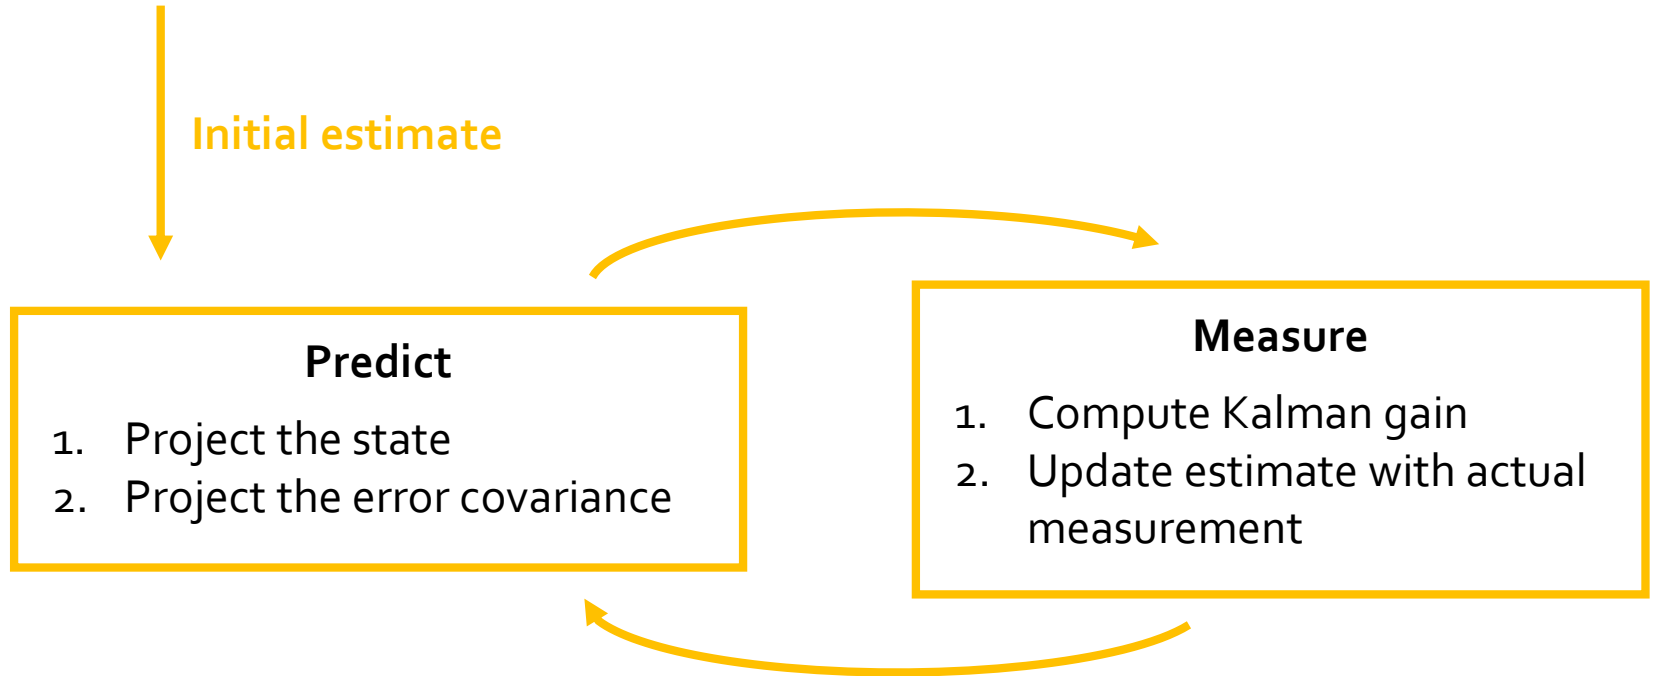 Initial estimate
Predict
1. Project the state
2. Project the error covariance
Measure
1. Compute Kalman gain
2. Update estimate with actual
measurement